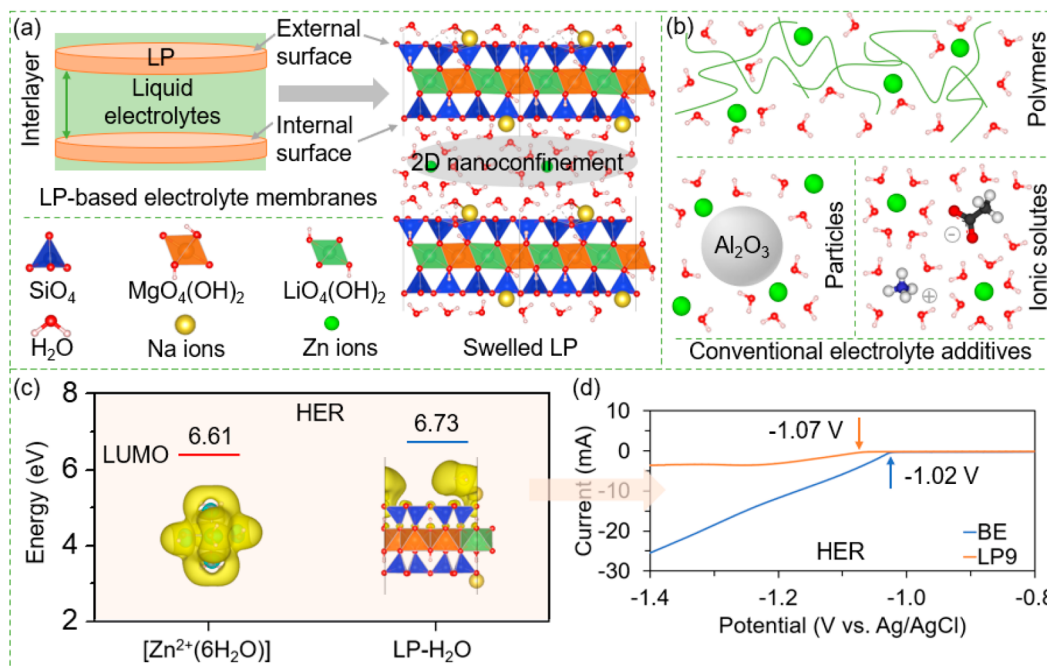 (a)
External
surface
LP
Interlayer
Liquid
electrolytes
Internal
surface
2D nanoconfinement
LP-based electrolyte membranes
SiO₄
MgO₄(OH)₂
LiO₄(OH)₂
H₂O
Na ions
Zn ions
Swelled LP
(b)
Polymers
Al₂O₃
Particles
Ionic solutes
Conventional electrolyte additives
(c)
8
6
4
2
Energy (eV)
HER
LUMO
6.61
6.73
[Zn²⁺(6H₂O)]
LP-H₂O
(d)
10
0
-10
-20
-30
Current (mA)
-1.07 V
-1.02 V
BE
LP9
HER
-1.4
-1.2
-1.0
-0.8
Potential (V vs. Ag/AgCl)